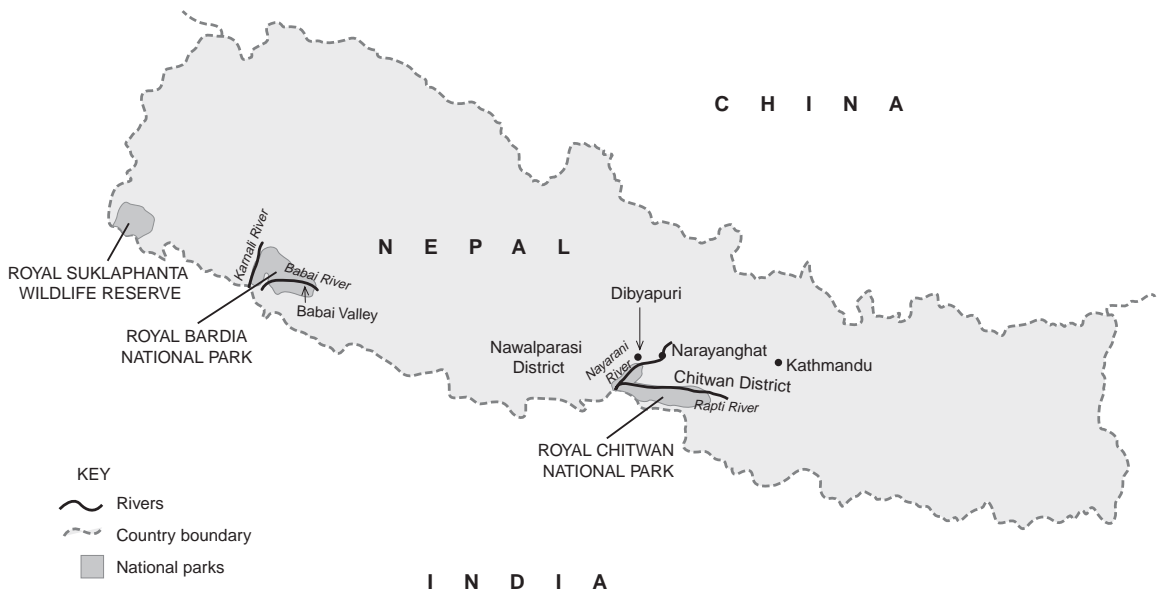 C H I N A
N E P A L
Karnali River
ROYAL SUKLAPHANTA
WILDLIFE RESERVE
Babai River
Babai Valley
ROYAL BARDIA
NATIONAL PARK
Dibyapuri
Nawalparasi
District
Nayarani
River
Narayanghat
Kathmandu
Chitwan District
Rapti River
ROYAL CHITWAN
NATIONAL PARK
KEY
Rivers
Country boundary
National parks
I N D I A